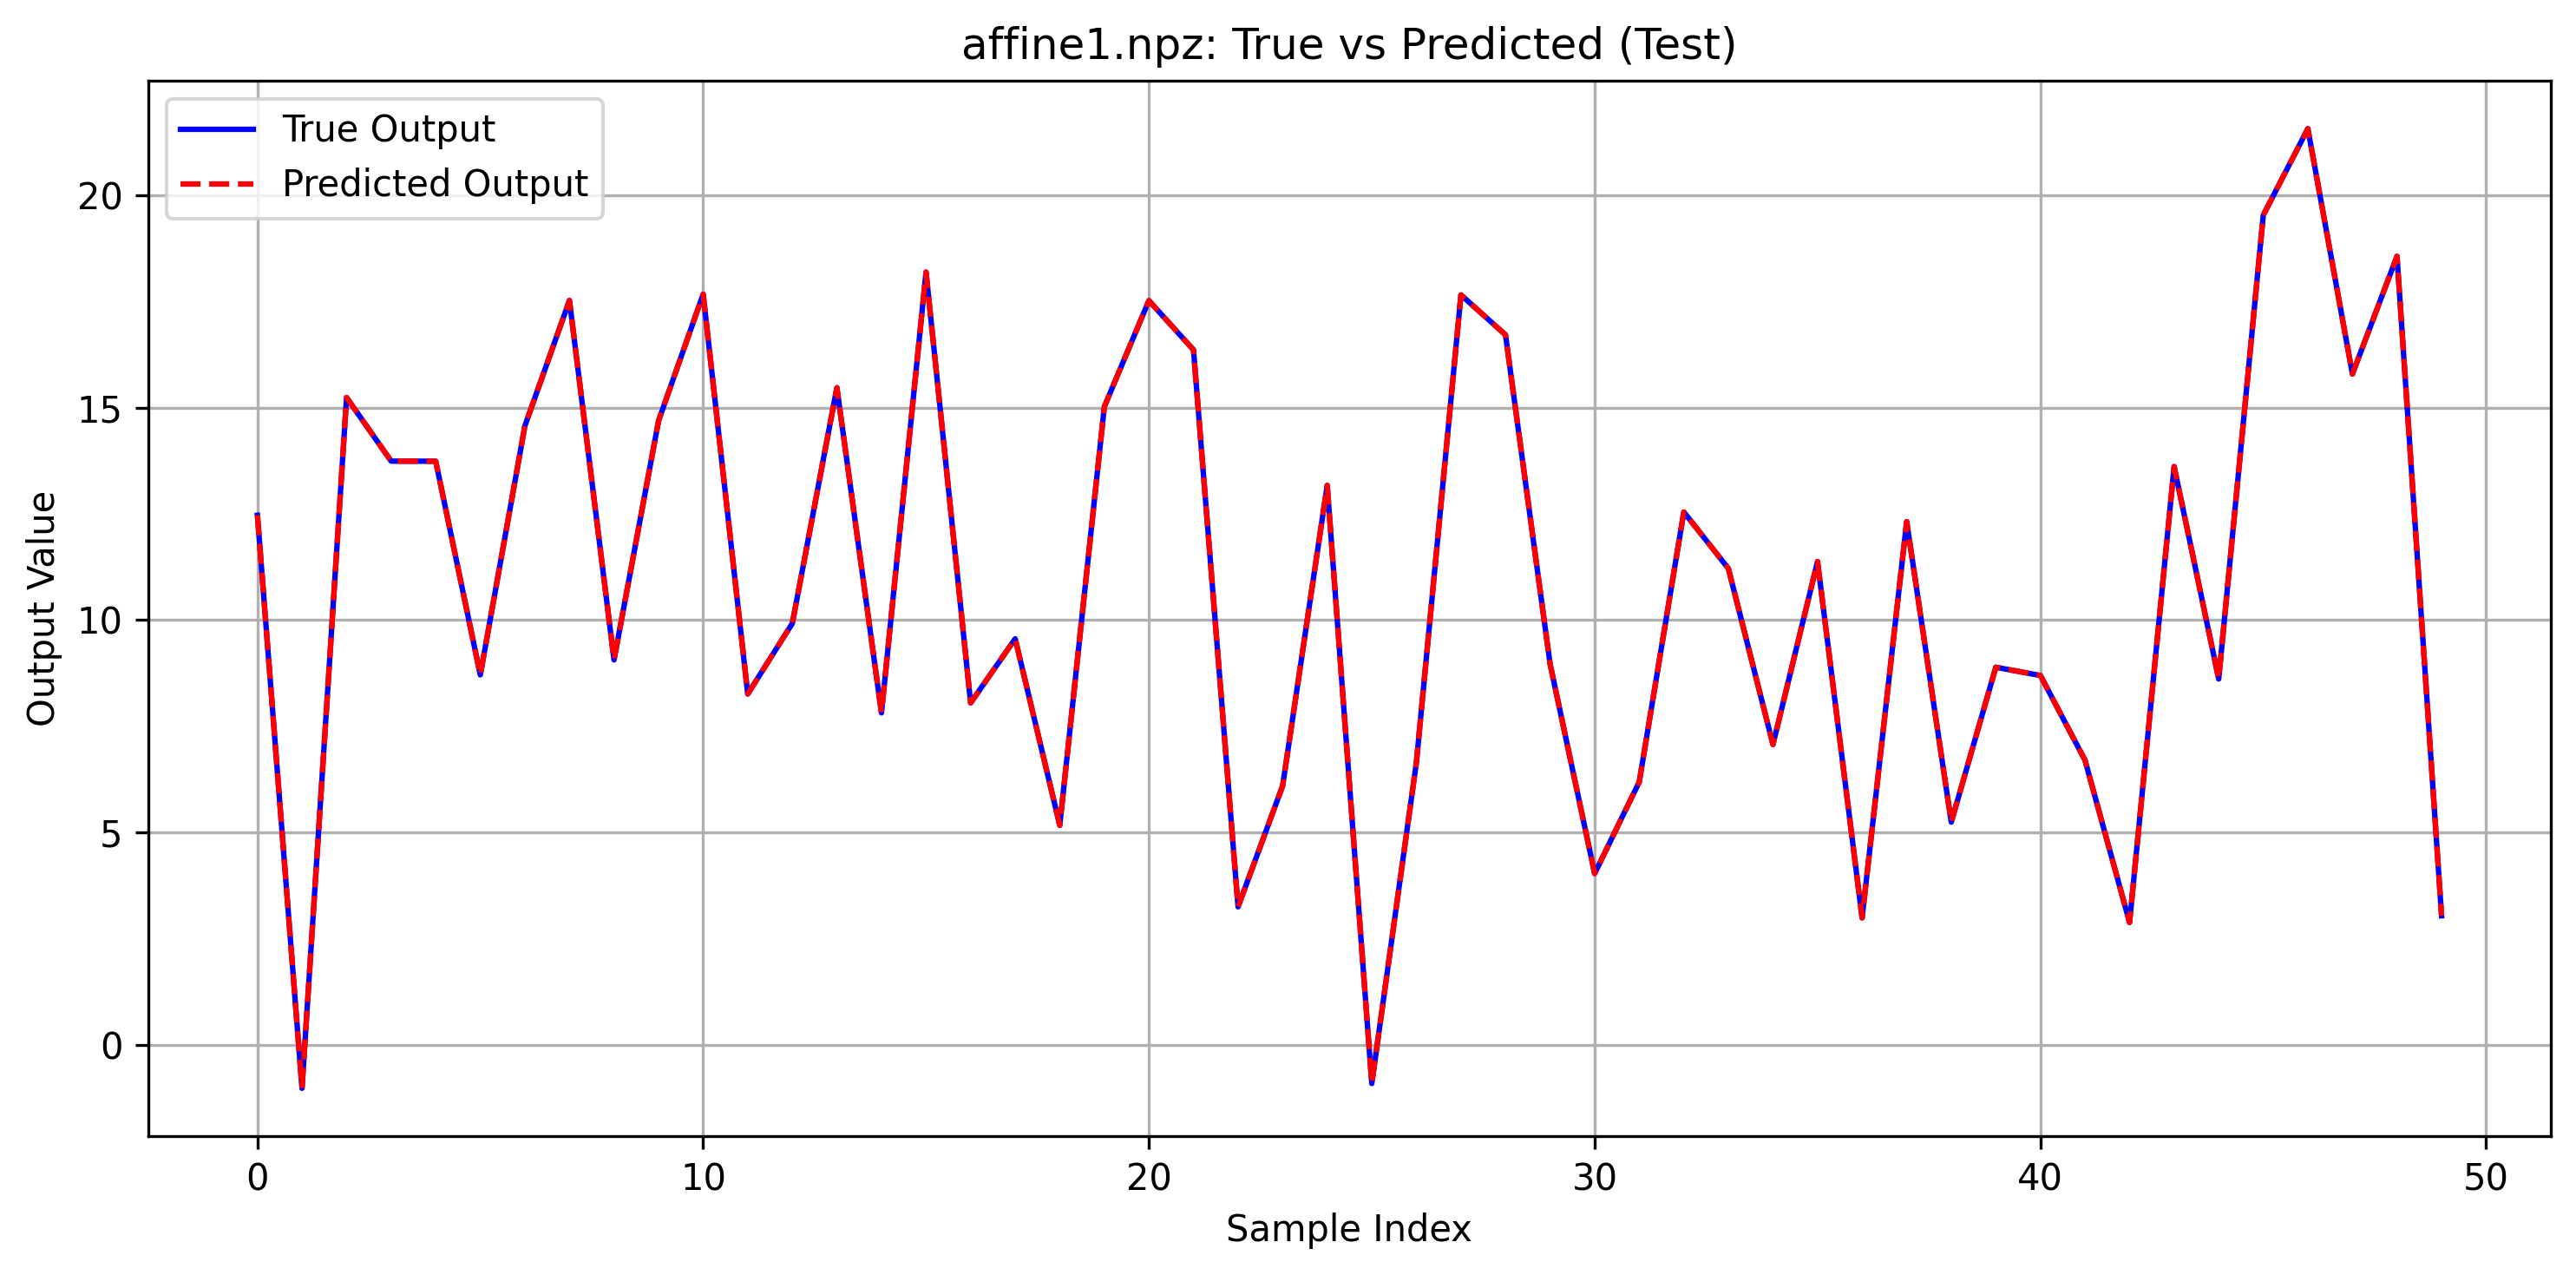 affine1.npz: True vs Predicted (Test)
True Output
Predicted Output
Output Value
20
15
10
5
0
0 10 20 30 40 50
Sample Index